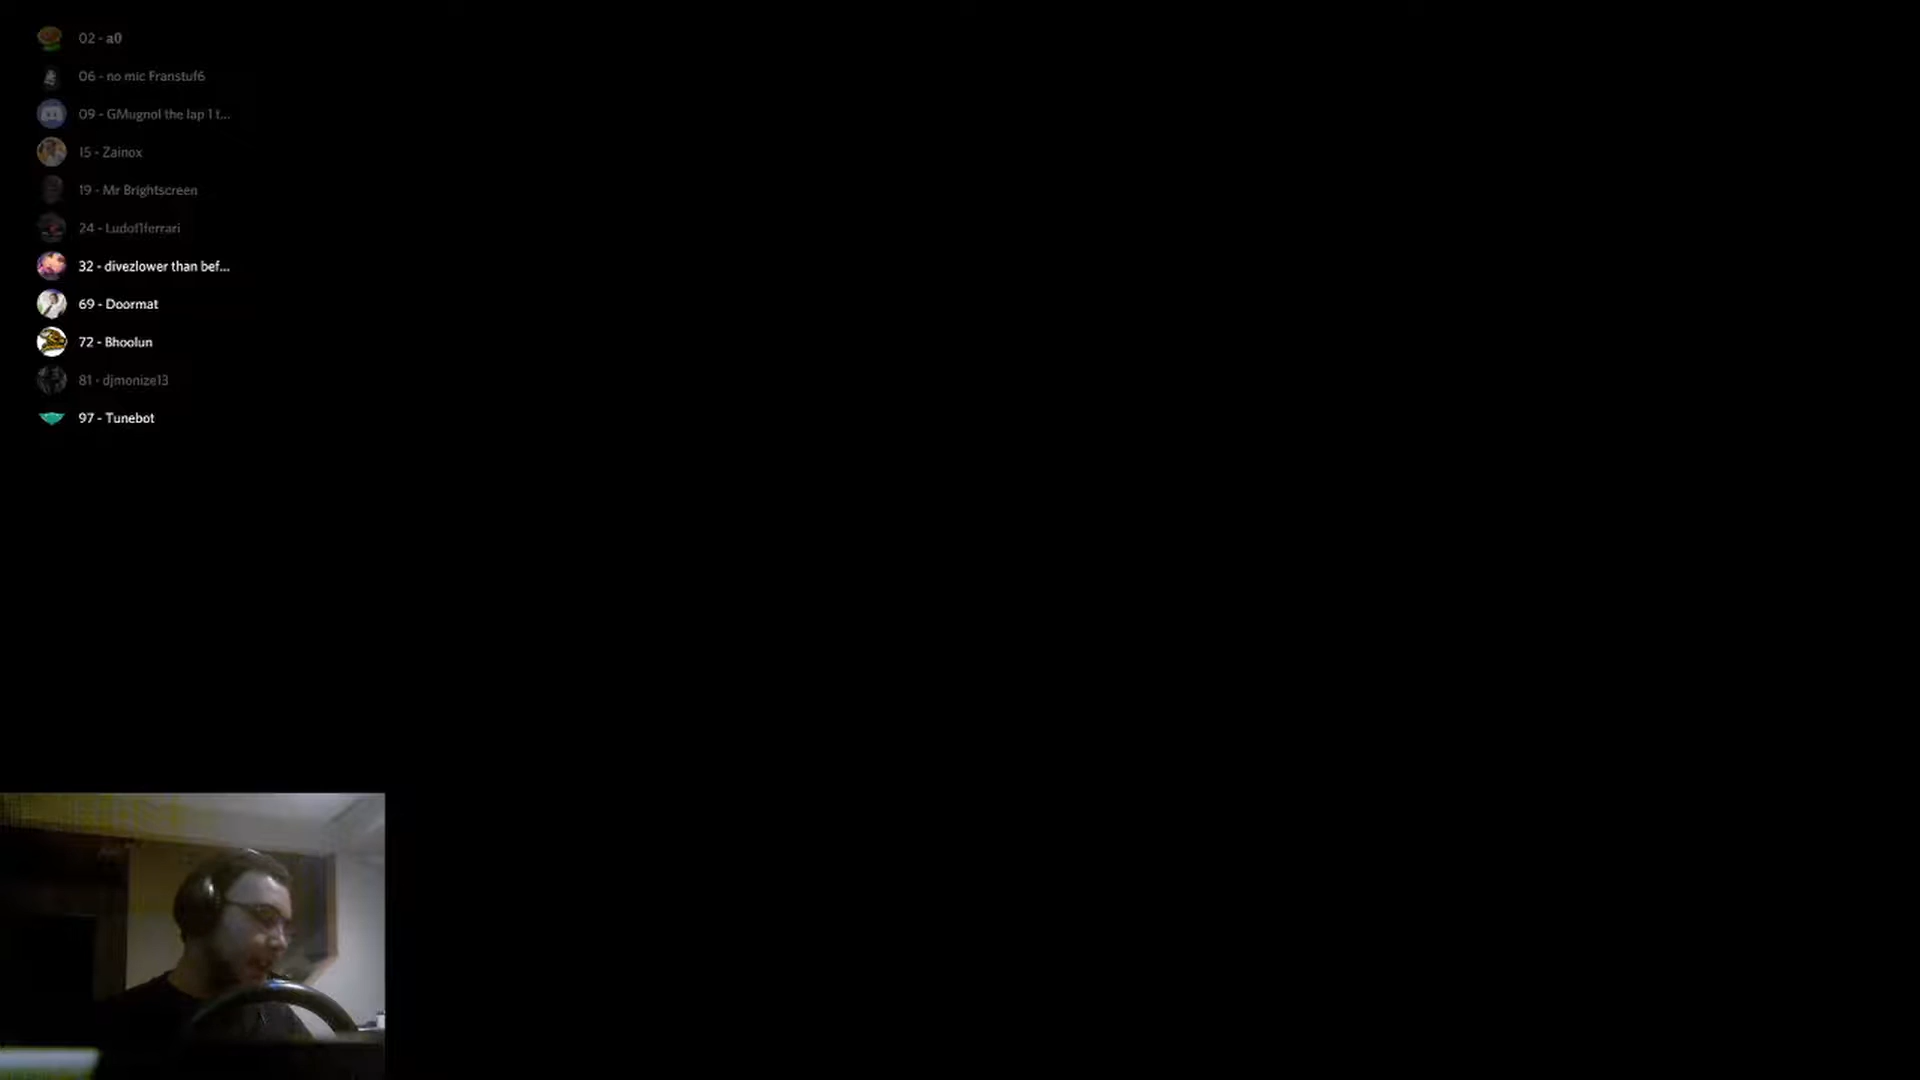 02 - a0
06 - no mic Franstuf6
09 - GMugnol the lap 1 t...
15 - Zainox
19 - Mr Brightscreen
24 - Ludof1ferrari
32 - divezlower than bef...
69 - Doormat
72 - Bhoolun
81 - djmonize13
97 - Tunebot